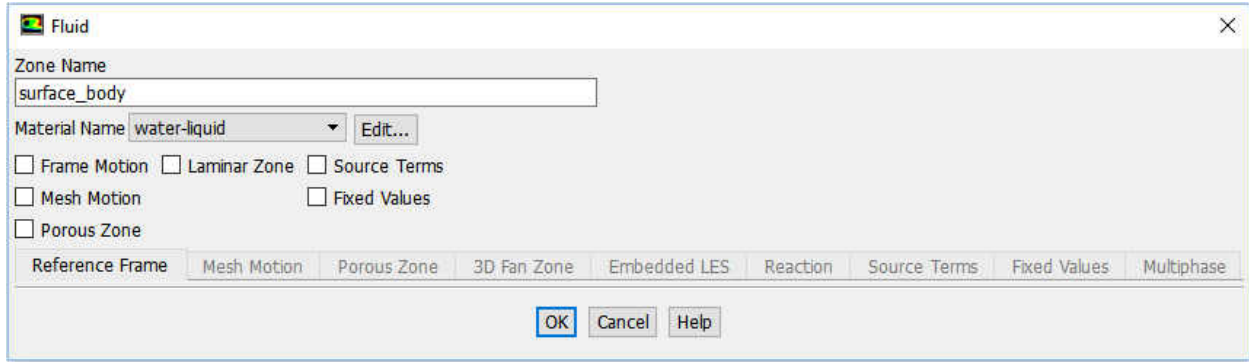 Fluid
Zone Name
surface_body
Material Name water-liquid Edit...
Frame Motion Laminar Zone Source Terms
Mesh Motion Fixed Values
Porous Zone
Reference Frame Mesh Motion Porous Zone 3D Fan Zone Embedded LES Reaction Source Terms Fixed Values Multiphase
OK Cancel Help